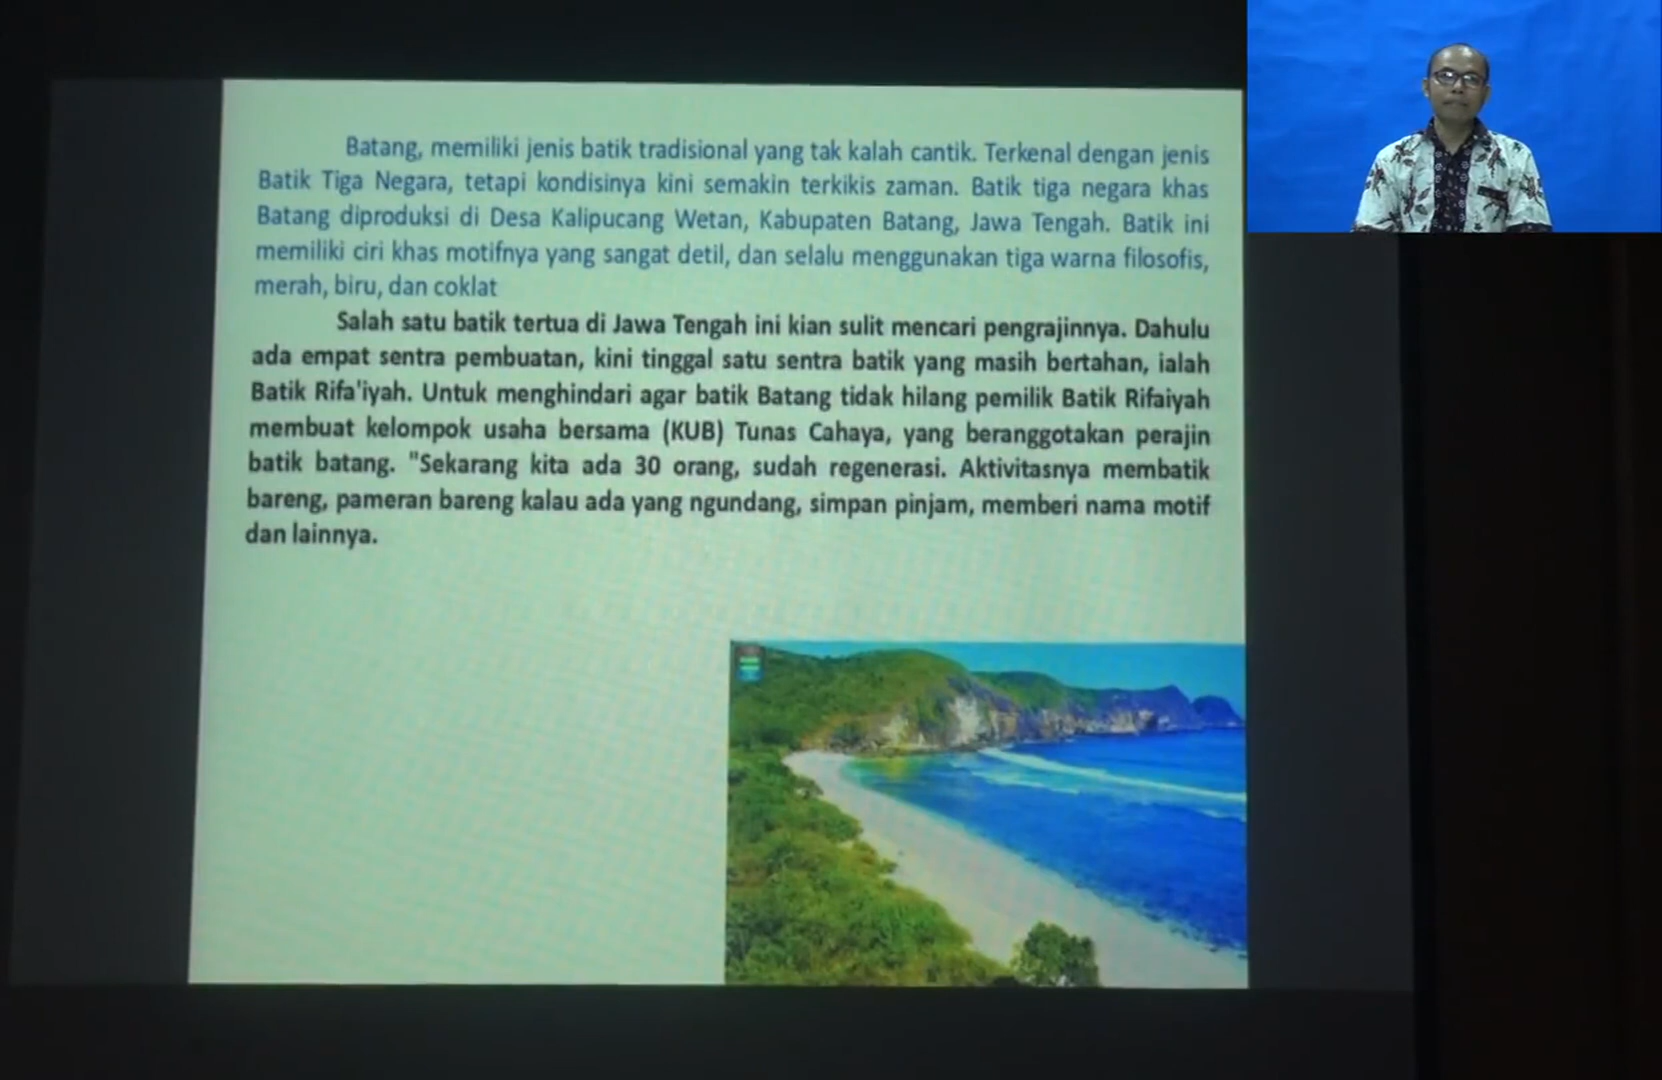 Batang, memiliki jenis batik tradisional yang tak kalah cantik. Terkenal dengan jenis
Batik Tiga Negara, tetapi kondisinya kini semakin terkikis zaman. Batik tiga negara khas
Batang diproduksi di Desa Kalipucang Wetan, Kabupaten Batang, Jawa Tengah. Batik ini
memiliki ciri khas motifnya yang sangat detil, dan selalu menggunakan tiga warna filosofis,
merah, biru, dan coklat
Salah satu batik tertua di Jawa Tengah ini kian sulit mencari pengrajinnya. Dahulu
ada empat sentra pembuatan, kini tinggal satu sentra batik yang masih bertahan, ialah
Batik Rifa'iyah. Untuk menghindari agar batik Batang tidak hilang pemilik Batik Rifaiyah
membuat kelompok usaha bersama (KUB) Tunas Cahaya, yang beranggotakan perajin
batik batang. "Sekarang kita ada 30 orang, sudah regenerasi. Aktivitasnya membatik
bareng, pameran bareng kalau ada yang ngundang, simpan pinjam, memberi nama motif
dan lainnya.